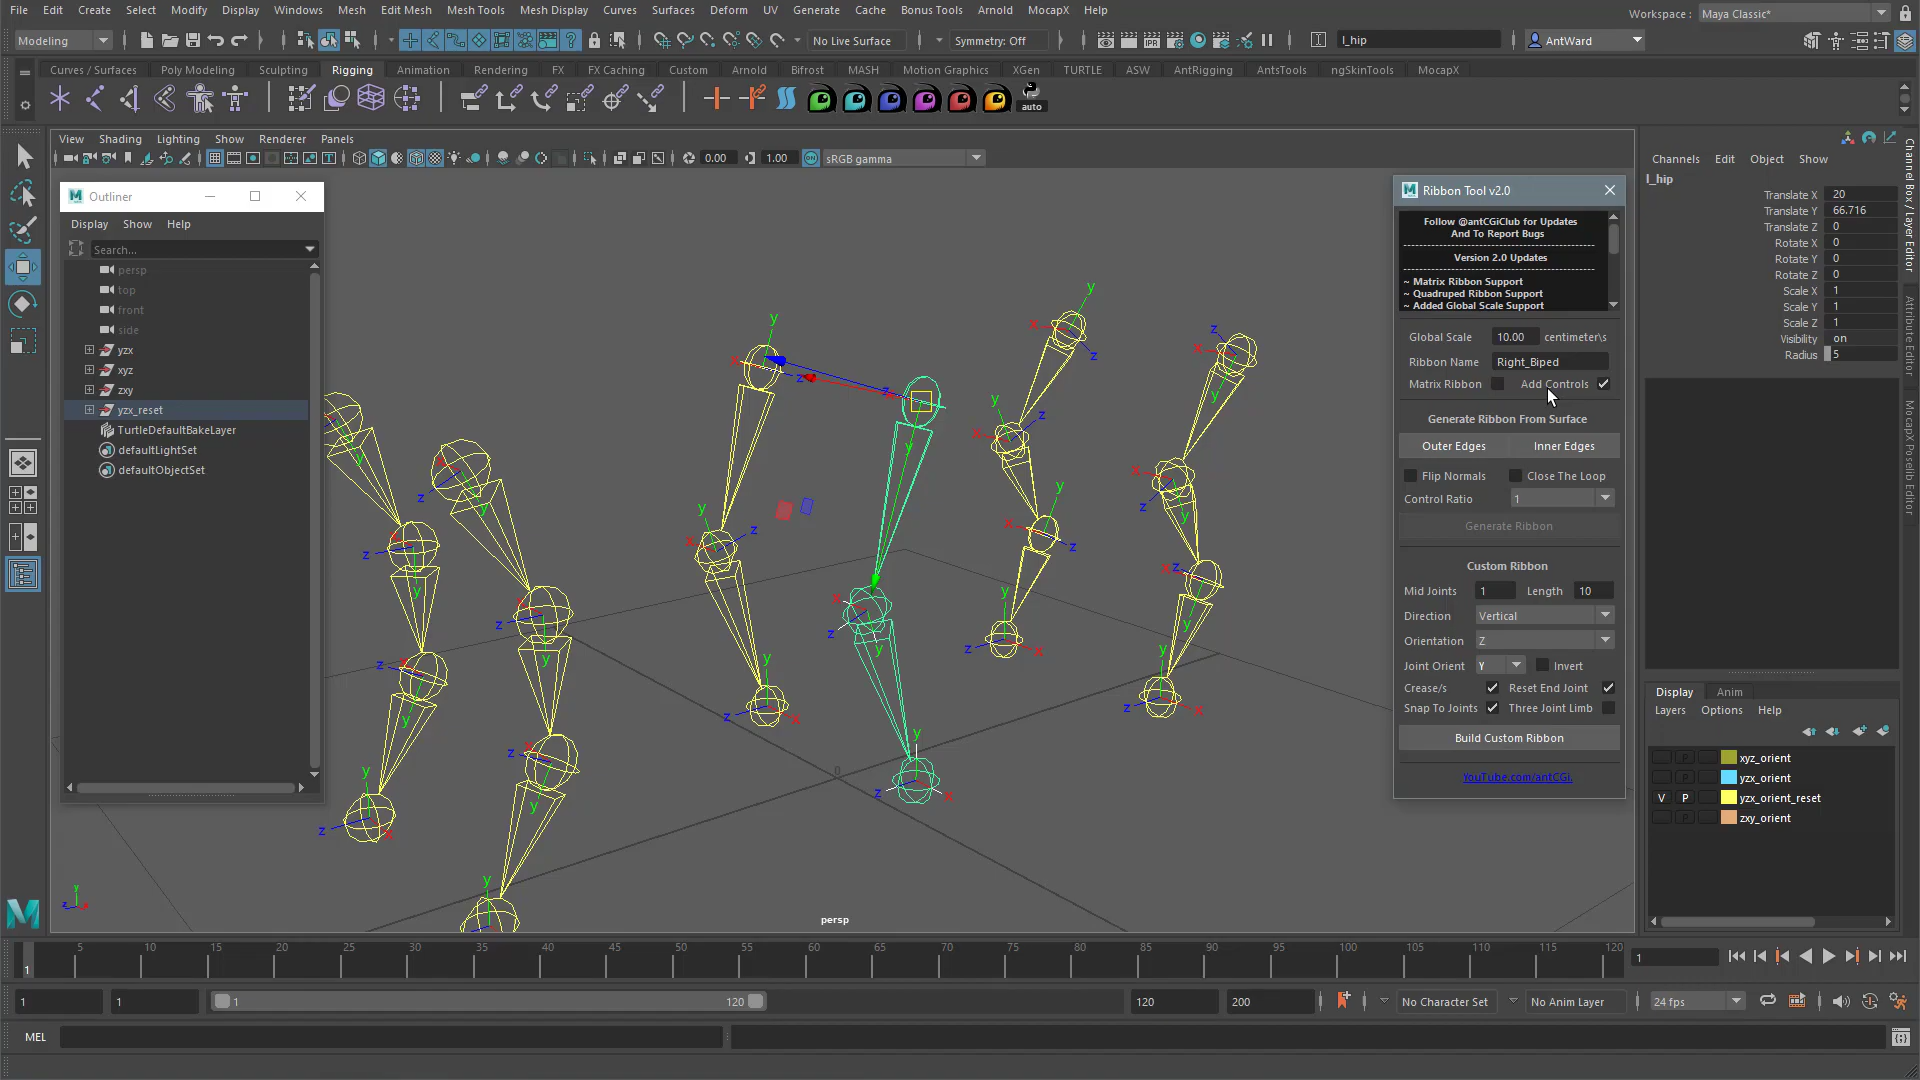 File Edit Create Select Modify Display Windows Mesh Edit Mesh Mesh Tools Mesh Display Curves Surfaces Deform UV Generate Cache Bonus Tools Arnold MocapX Help
Workspace : Maya Classic*
Modeling
No Live Surface
Symmetry: Off
l_hip
AntWard
Curves / Surfaces Poly Modeling Sculpting Rigging Animation Rendering FX FX Caching Custom Arnold Bifrost MASH Motion Graphics XGen TURTLE ASW AntRigging AntsTools ngSkinTools MocapX
auto
View Shading Lighting Show Renderer Panels
0.00
1.00
ON
sRGB gamma
Outliner
Display Show Help
Search...
persp
top
front
side
yzx
xyz
zxy
yzx_reset
TurtleDefaultBakeLayer
defaultLightSet
defaultObjectSet
persp
Ribbon Tool v2.0
Follow @antCGiClub for Updates
And To Report Bugs
Version 2.0 Updates
~ Matrix Ribbon Support
~ Quadruped Ribbon Support
~ Added Global Scale Support
Global Scale 10.00 centimeter\s
Ribbon Name Right_Biped
Matrix Ribbon Add Controls
Generate Ribbon From Surface
Outer Edges Inner Edges
Flip Normals Close The Loop
Control Ratio 1
Generate Ribbon
Custom Ribbon
Mid Joints 1 Length 10
Direction Vertical
Orientation Z
Joint Orient Y Invert
Crease/s Reset End Joint
Snap To Joints Three Joint Limb
Build Custom Ribbon
YouTube.com/antCGi.
Channels Edit Object Show
l_hip
Translate X 20
Translate Y 66.716
Translate Z 0
Rotate X 0
Rotate Y 0
Rotate Z 0
Scale X 1
Scale Y 1
Scale Z 1
Visibility on
Radius 5
Channel Box / Layer Editor
Attribute Editor
MocapX Poselib Editor
Display Anim
Layers Options Help
P xyz_orient
P yzx_orient
V P yzx_orient_reset
P zxy_orient
5 10 15 20 25 30 35 40 45 50 55 60 65 70 75 80 85 90 95 100 105 110 115 120
1
1
1
1
1
120
120
200
No Character Set
No Anim Layer
24 fps
MEL